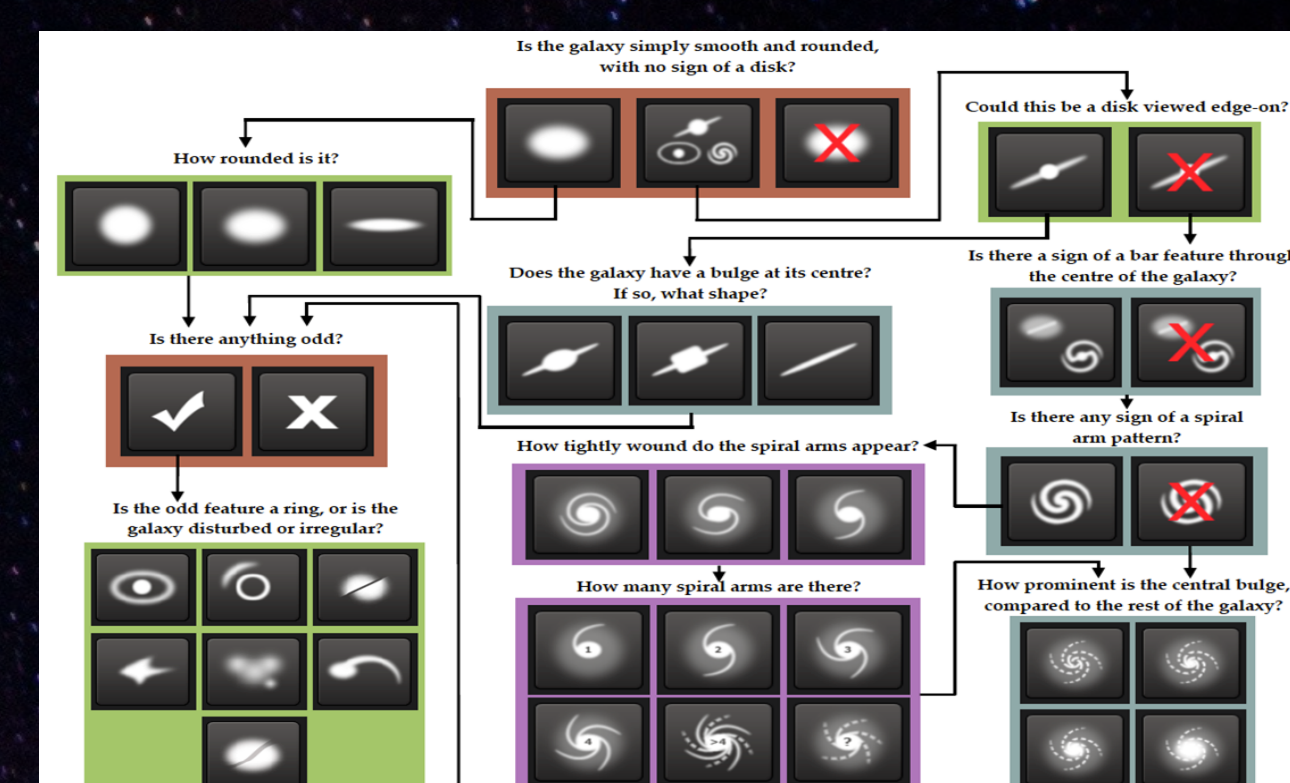 Is the galaxy simply smooth and rounded,
with no sign of a disk?
Could this be a disk viewed edge-on?
How rounded is it?
Does the galaxy have a bulge at its centre?
If so, what shape?
Is there a sign of a bar feature through
the centre of the galaxy?
Is there anything odd?
Is there any sign of a spiral
arm pattern?
How tightly wound do the spiral arms appear?
Is the odd feature a ring, or is the
galaxy disturbed or irregular?
How many spiral arms are there?
1
2
3
4
>4
?
How prominent is the central bulge,
compared to the rest of the galaxy?